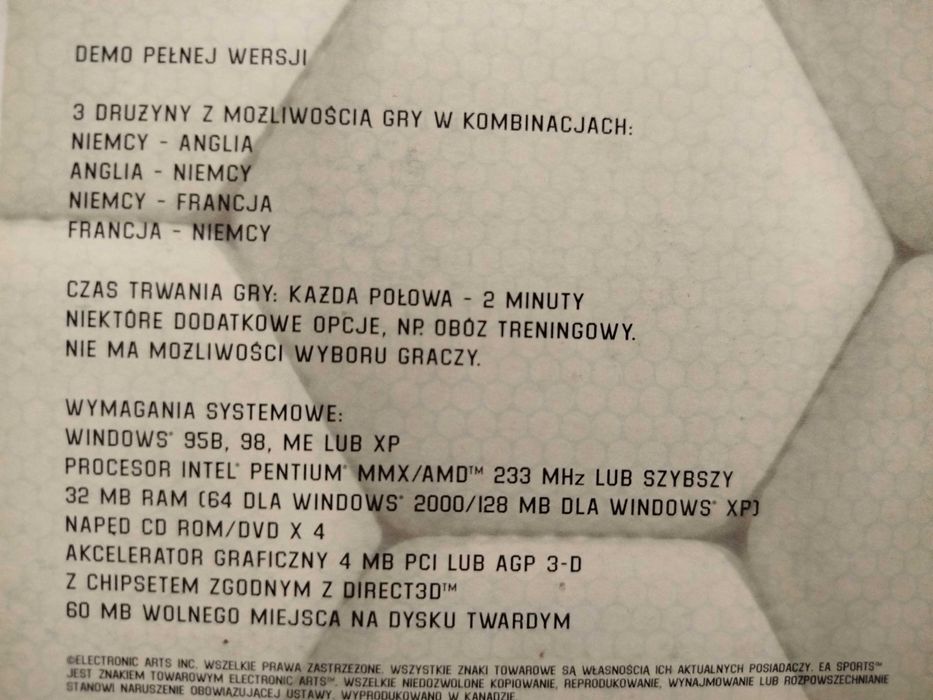 DEMO PEŁNEJ WERSJI
3 DRUŻYNY Z MOŻLIWOŚCIĄ GRY W KOMBINACJACH:
NIEMCY - ANGLIA
ANGLIA - NIEMCY
NIEMCY - FRANCJA
FRANCJA - NIEMCY
CZAS TRWANIA GRY: KAŻDA POŁOWA - 2 MINUTY
NIEKTÓRE DODATKOWE OPCJE, NP. OBÓZ TRENINGOWY.
NIE MA MOŻLIWOŚCI WYBORU GRACZY.
WYMAGANIA SYSTEMOWE:
WINDOWS® 95B, 98, ME LUB XP
PROCESOR INTEL® PENTIUM® MMX/AMD™ 233 MHz LUB SZYBSZY
32 MB RAM (64 DLA WINDOWS® 2000/128 MB DLA WINDOWS® XP)
NAPĘD CD ROM/DVD X 4
AKCELERATOR GRAFICZNY 4 MB PCI LUB AGP 3-D
Z CHIPSETEM ZGODNYM Z DIRECT3D™
60 MB WOLNEGO MIEJSCA NA DYSKU TWARDYM
©ELECTRONIC ARTS INC. WSZELKIE PRAWA ZASTRZEŻONE. WSZYSTKIE ZNAKI TOWAROWE SĄ WŁASNOŚCIĄ ICH AKTUALNYCH POSIADACZY. EA SPORTS™
JEST ZNAKIEM TOWAROWYM ELECTRONIC ARTS™. WSZELKIE NIEDOZWOLONE KOPIOWANIE, REPRODUKOWANIE, WYNAJMOWANIE LUB ROZPOWSZECHNIANIE
STANOWI NARUSZENIE OBOWIĄZUJĄCEJ USTAWY. WYPRODUKOWANO W KANADZIE.